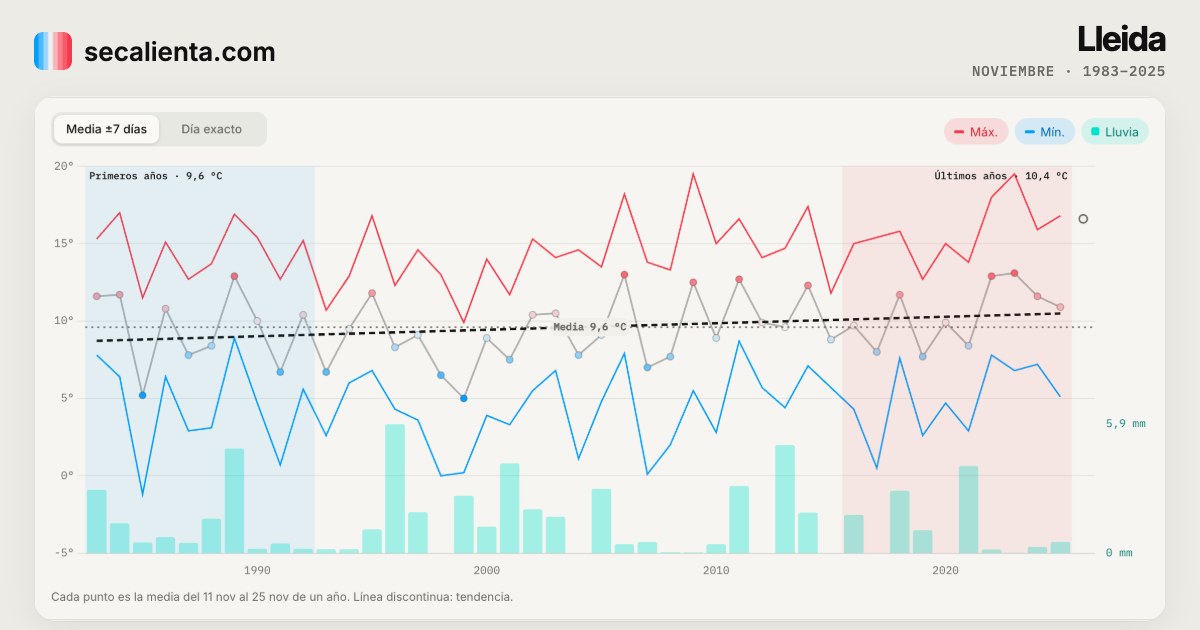 secalienta.com
Lleida
NOVIEMBRE · 1983–2025
Media ±7 días
Día exacto
Máx.
Mín.
Lluvia
20°
15°
10°
5°
0°
-5°
Primeros años · 9,6 °C
Últimos años · 10,4 °C
Media 9,6 °C
5,9 mm
0 mm
1990
2000
2010
2020
Cada punto es la media del 11 nov al 25 nov de un año. Línea discontinua: tendencia.